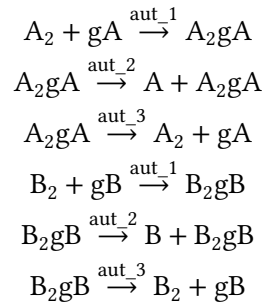 A₂ + gA —aut_1→ A₂gA
A₂gA —aut_2→ A + A₂gA
A₂gA —aut_3→ A₂ + gA
B₂ + gB —aut_1→ B₂gB
B₂gB —aut_2→ B + B₂gB
B₂gB —aut_3→ B₂ + gB